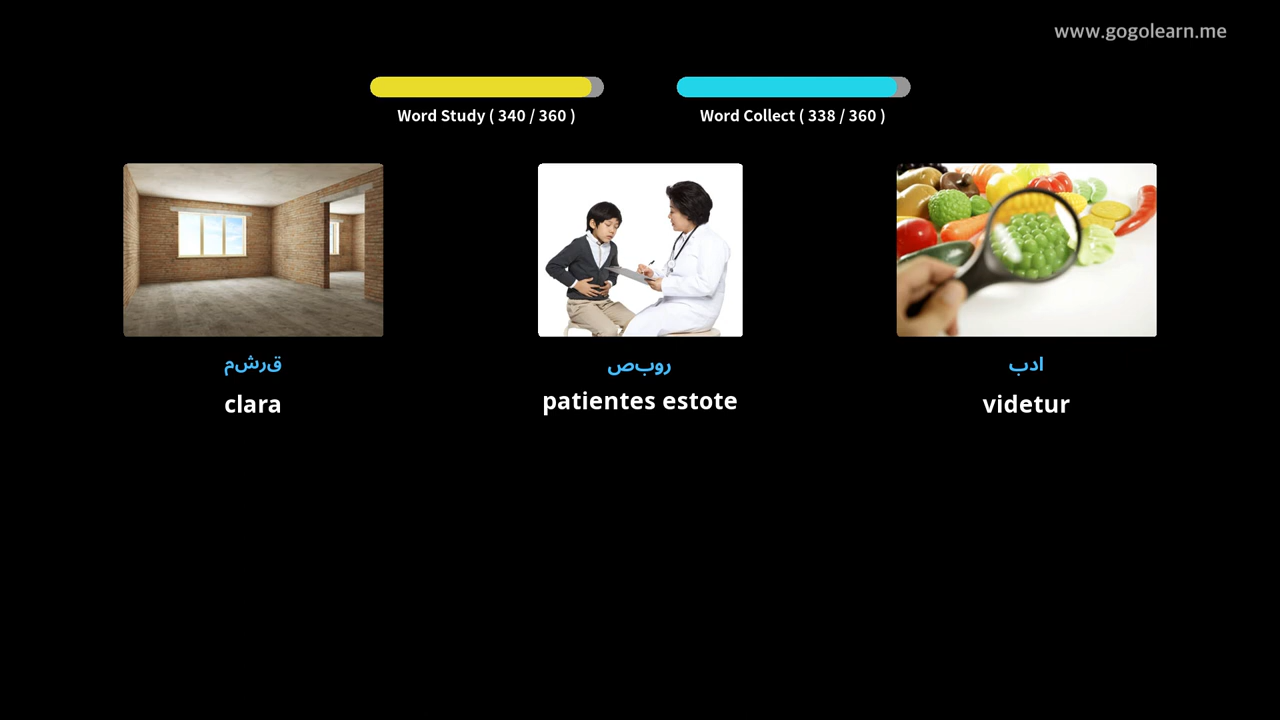 www.gogolearn.me
Word Study ( 340 / 360 )
Word Collect ( 338 / 360 )
قرشم
روبص
ادب
clara
patientes estote
videtur